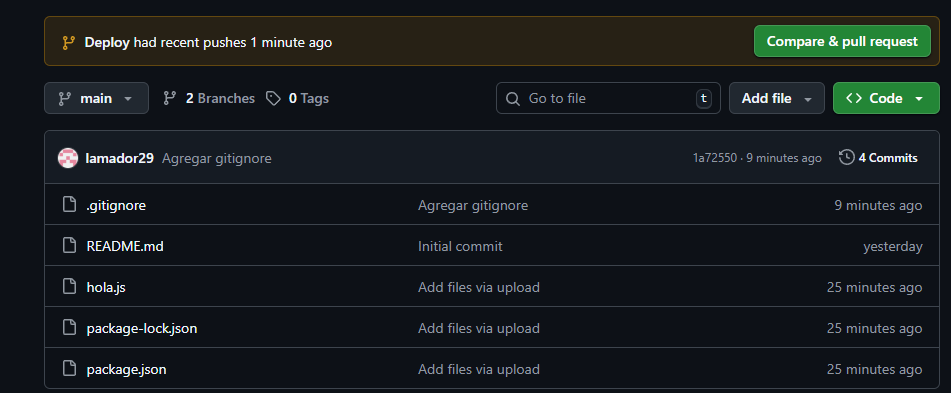 Deploy had recent pushes 1 minute ago
Compare & pull request
main
2 Branches
0 Tags
Go to file
t
Add file
Code
lamador29 Agregar gitignore 1a72550 · 9 minutes ago 4 Commits
.gitignore Agregar gitignore 9 minutes ago
README.md Initial commit yesterday
hola.js Add files via upload 25 minutes ago
package-lock.json Add files via upload 25 minutes ago
package.json Add files via upload 25 minutes ago